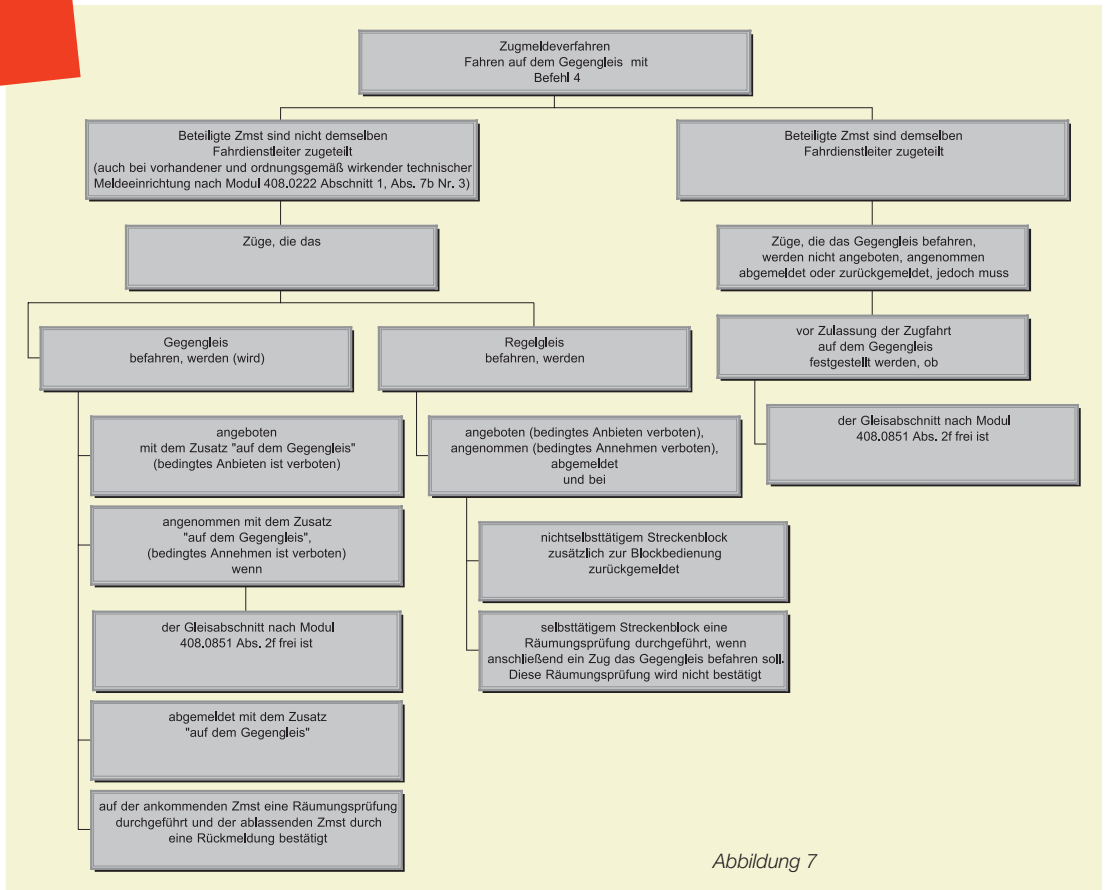 Zugmeldeverfahren
Fahren auf dem Gegengleis mit
Befehl 4
Beteiligte Zmst sind nicht demselben
Fahrdienstleiter zugeteilt
(auch bei vorhandener und ordnungsgemäß wirkender technischer
Meldeeinrichtung nach Modul 408.0222 Abschnitt 1, Abs. 7b Nr. 3)
Züge, die das
Gegengleis
befahren, werden (wird)
angeboten
mit dem Zusatz "auf dem Gegengleis"
(bedingtes Anbieten ist verboten)
angenommen mit dem Zusatz
"auf dem Gegengleis",
(bedingtes Annehmen ist verboten)
wenn
der Gleisabschnitt nach Modul
408.0851 Abs. 2f frei ist
abgemeldet mit dem Zusatz
"auf dem Gegengleis"
auf der ankommenden Zmst eine Räumungsprüfung
durchgeführt und der ablassenden Zmst durch
eine Rückmeldung bestätigt
Regelgleis
befahren, werden
angeboten (bedingtes Anbieten verboten),
angenommen (bedingtes Annehmen verboten),
abgemeldet
und bei
nichtselbsttätigem Streckenblock
zusätzlich zur Blockbedienung
zurückgemeldet
selbsttätigem Streckenblock eine
Räumungsprüfung durchgeführt, wenn
anschließend ein Zug das Gegengleis befahren soll.
Diese Räumungsprüfung wird nicht bestätigt
Beteiligte Zmst sind demselben
Fahrdienstleiter zugeteilt
Züge, die das Gegengleis befahren,
werden nicht angeboten, angenommen
abgemeldet oder zurückgemeldet, jedoch muss
vor Zulassung der Zugfahrt
auf dem Gegengleis
festgestellt werden, ob
der Gleisabschnitt nach Modul
408.0851 Abs. 2f frei ist
Abbildung 7